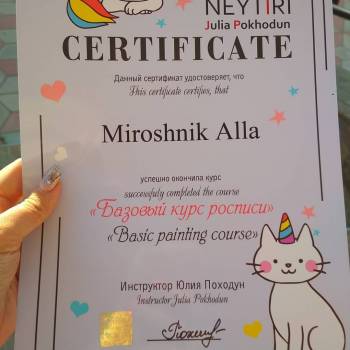 NEYTIRI
Julia Pokhodun
CERTIFICATE
Данный сертификат удостоверяет, что
This certificate certifies, that
Miroshnik Alla
успешно окончила курс
successfully completed the course
«Базовый курс росписи»
«Basic painting course»
Инструктор Юлия Походун
Instructor Julia Pokhodun